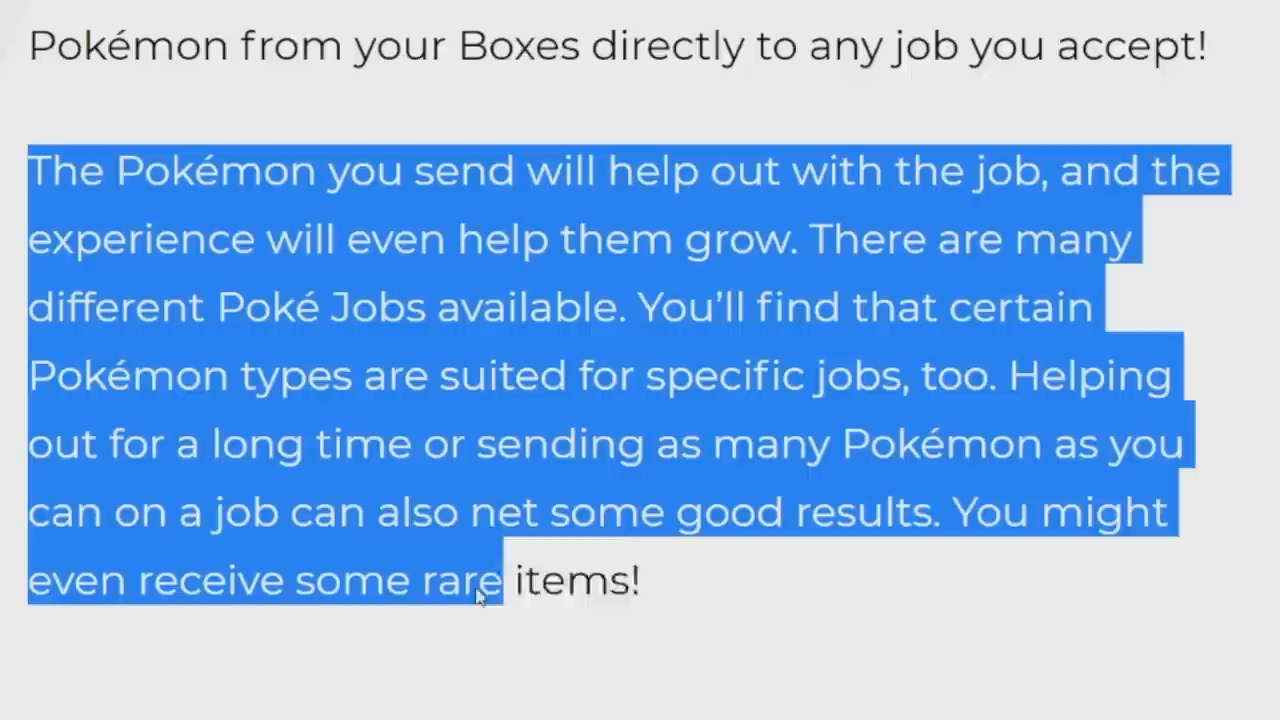 Pokémon from your Boxes directly to any job you accept!
The Pokémon you send will help out with the job, and the
experience will even help them grow. There are many
different Poké Jobs available. You’ll find that certain
Pokémon types are suited for specific jobs, too. Helping
out for a long time or sending as many Pokémon as you
can on a job can also net some good results. You might
even receive some rare items!